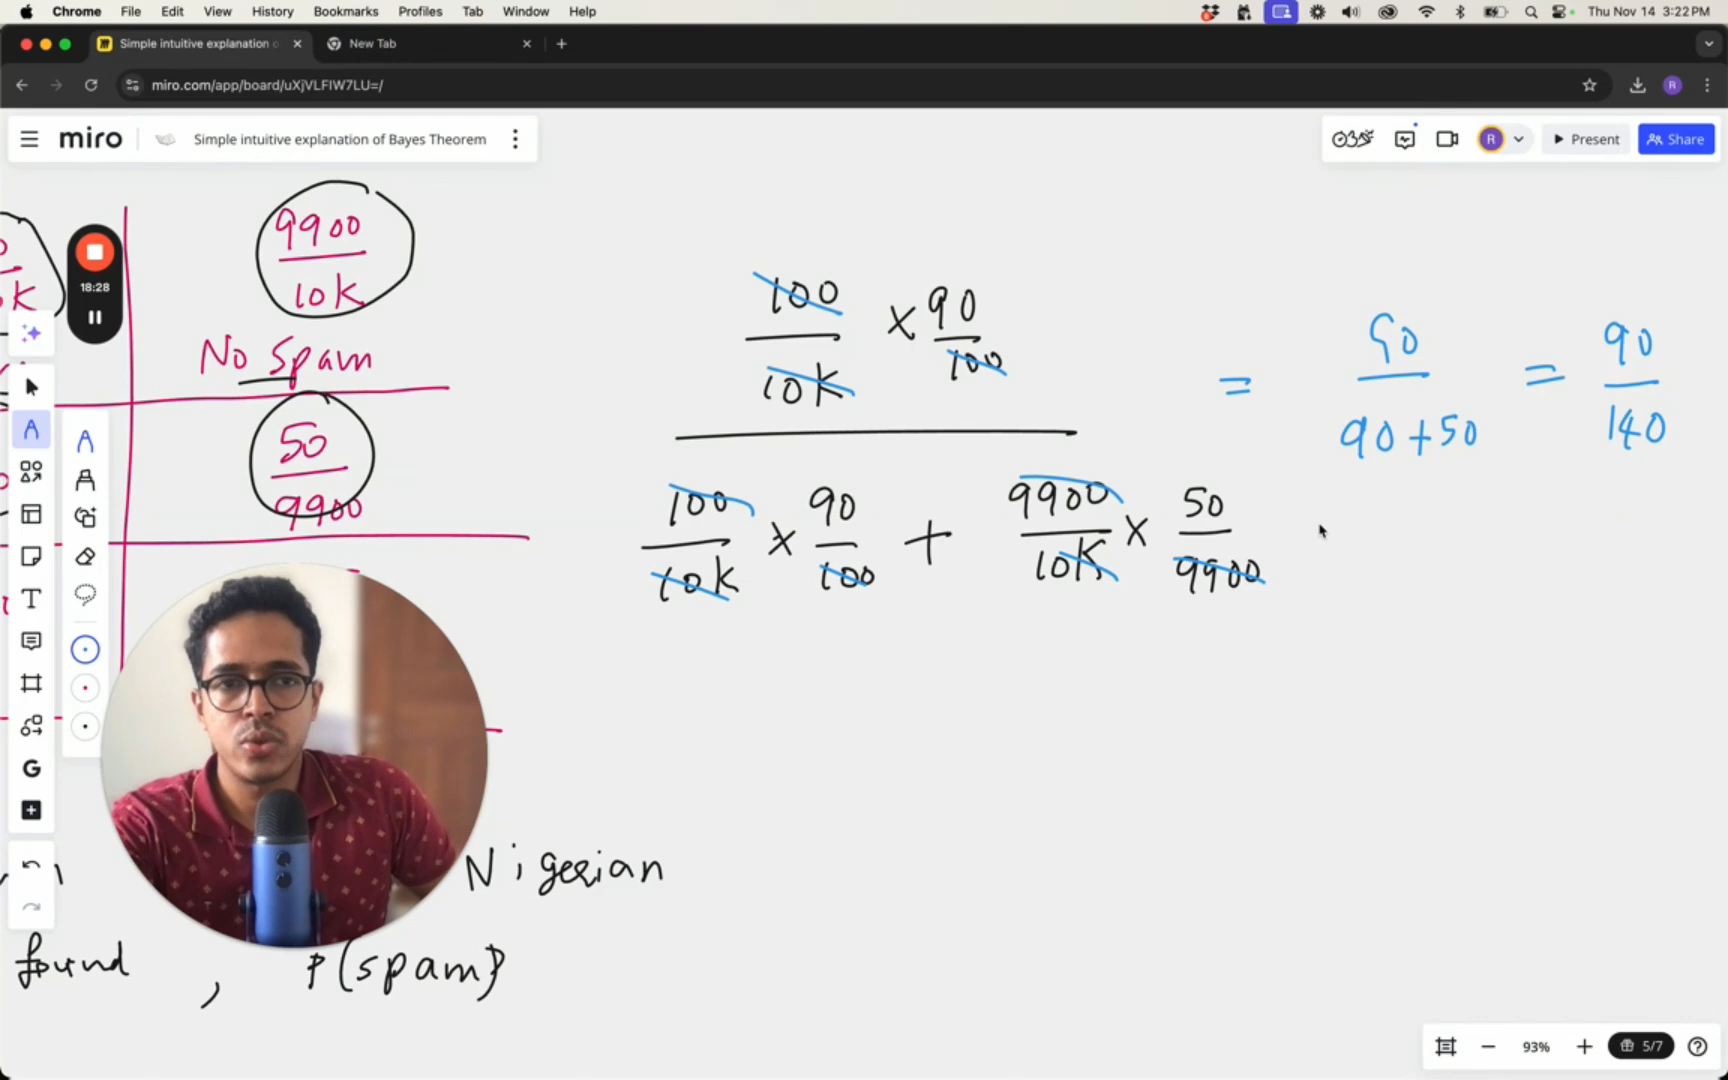 Chrome File Edit View History Bookmarks Profiles Tab Window Help Thu Nov 14 3:22 PM
Simple intuitive explanation o New Tab
miro.com/app/board/uXjVLFIW7LU=/ R
miro Simple intuitive explanation of Bayes Theorem R Present Share
18:28
K
9900
10K
No Spam
50
9900
100 × 90
10K 100
100 × 90 + 9900 × 50
10K 100 10K 9900
= 90 = 90
90+50 140
Nigerian
found , P(spam)
93% 5/7